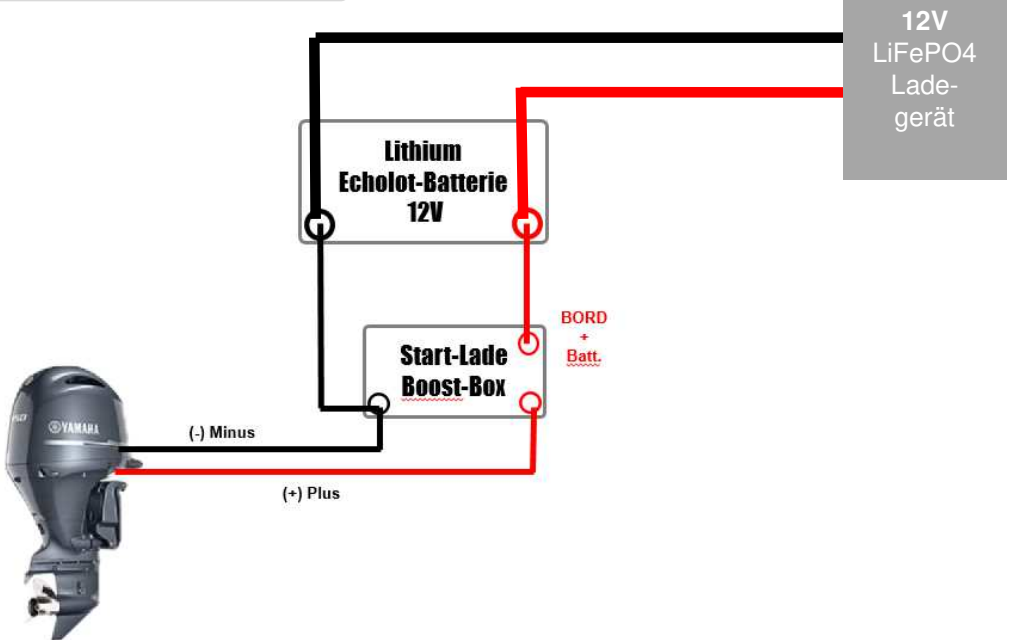 12V
LiFePO4
Lade-
gerät
Lithium
Echolot-Batterie
12V
BORD
+
Batt.
Start-Lade
Boost-Box
YAMAHA
(-) Minus
(+) Plus